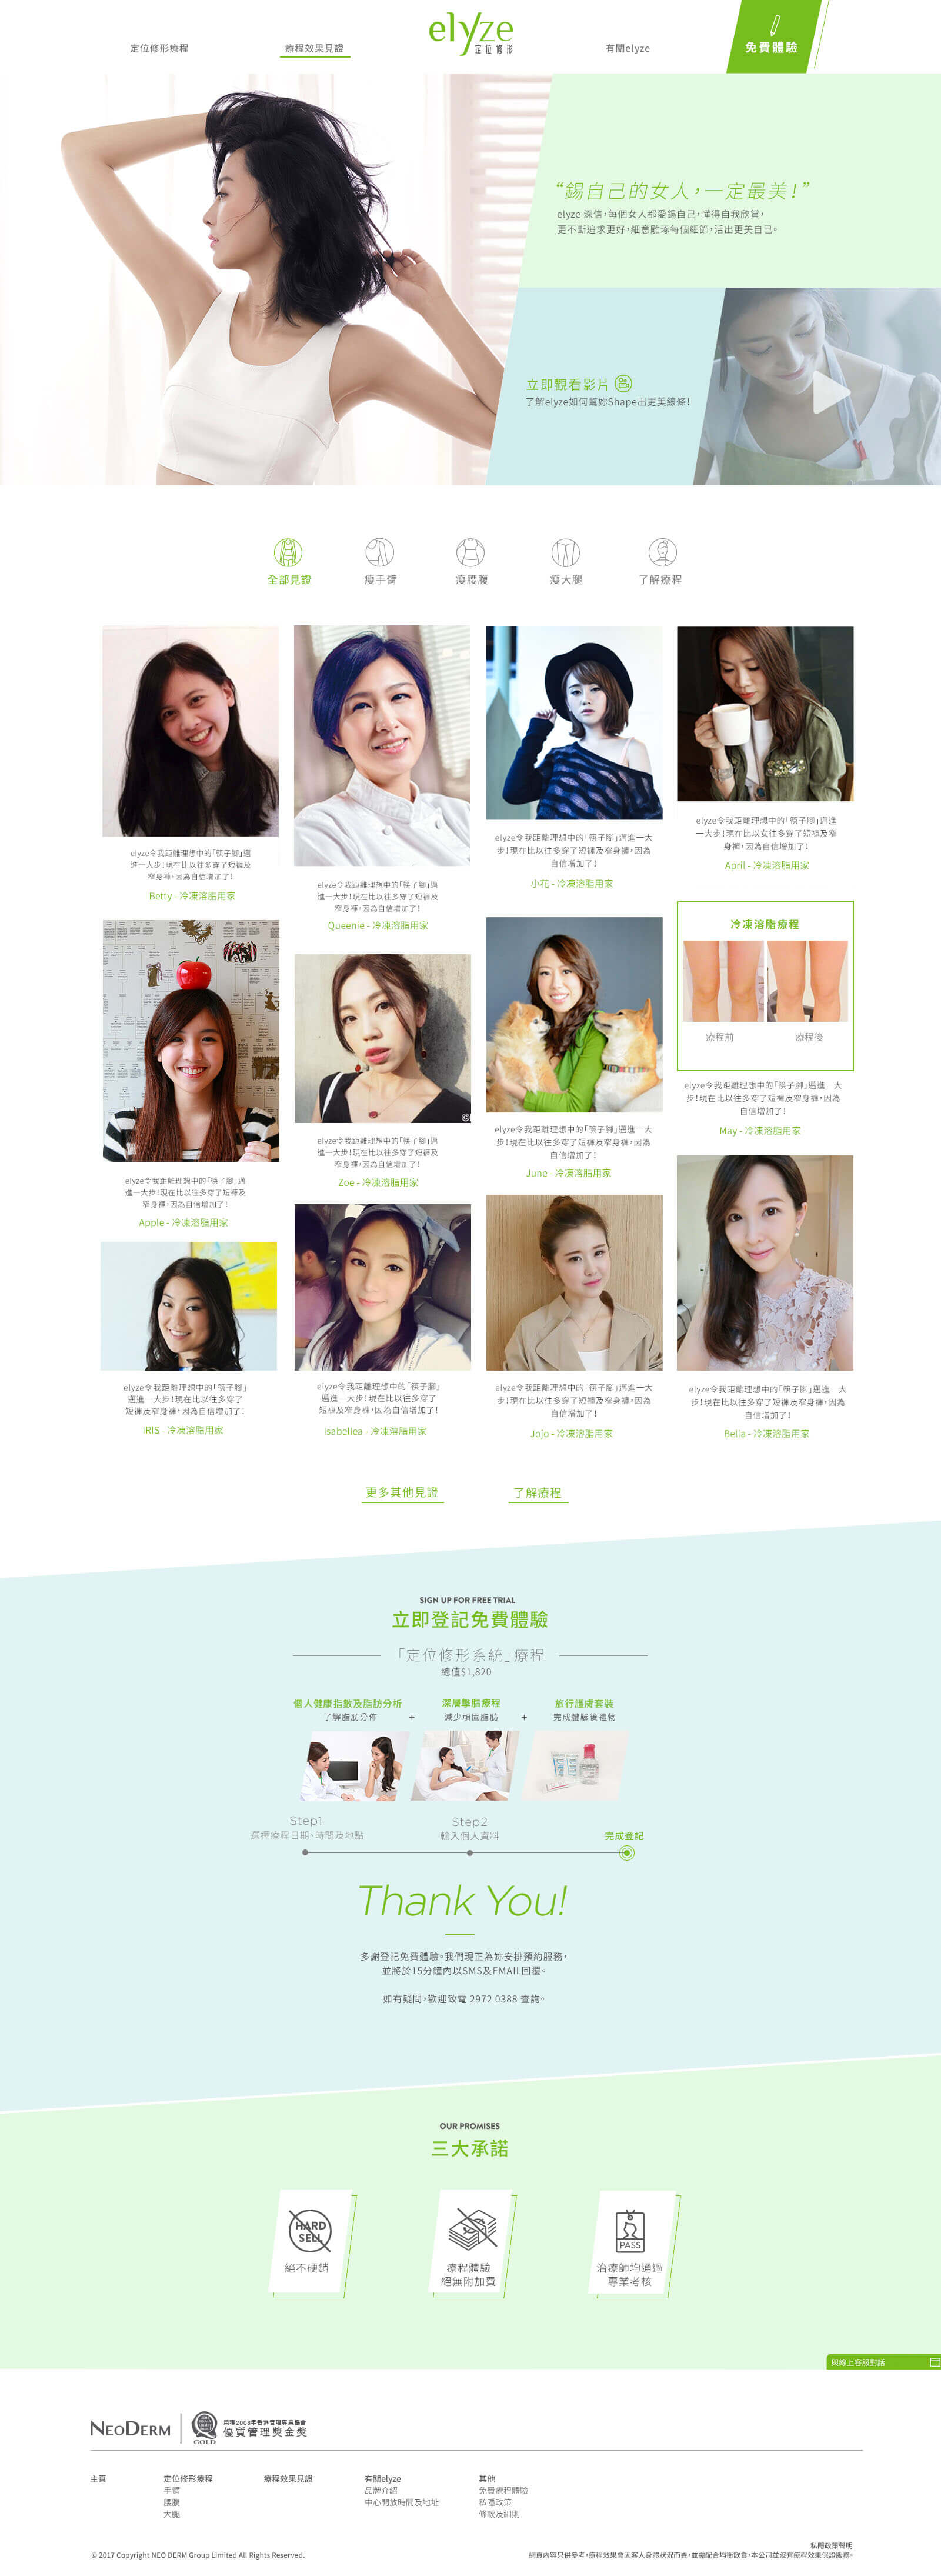 定位修形療程
療程效果見證
elyze
定位修形
有關elyze
免費體驗
“錫自己的女人，一定最美！”
elyze 深信，每個女人都愛錫自己，懂得自我欣賞，
更不斷追求更好，細意雕琢每個細節，活出更美自己。
立即觀看影片
了解elyze如何幫妳Shape出更美線條！
全部見證
瘦手臂
瘦腰腹
瘦大腿
了解療程
elyze令我距離理想中的「筷子腳」邁
進一大步！現在比以往多穿了短褲及
窄身褲，因為自信增加了！
Betty - 冷凍溶脂用家
elyze令我距離理想中的「筷子腳」邁
進一大步！現在比以往多穿了短褲及
窄身褲，因為自信增加了！
Queenie - 冷凍溶脂用家
elyze令我距離理想中的「筷子腳」邁進一大
步！現在比以往多穿了短褲及窄身褲，因為
自信增加了！
小花 - 冷凍溶脂用家
elyze令我距離理想中的「筷子腳」邁進
一大步！現在比以女往多穿了短褲及窄
身褲，因為自信增加了！
April - 冷凍溶脂用家
冷凍溶脂療程
療程前
療程後
elyze令我距離理想中的「筷子腳」邁進一大
步！現在比以往多穿了短褲及窄身褲，因為
自信增加了！
May - 冷凍溶脂用家
elyze令我距離理想中的「筷子腳」邁進一大
步！現在比以往多穿了短褲及窄身褲，因為
自信增加了！
June - 冷凍溶脂用家
elyze令我距離理想中的「筷子腳」邁
進一大步！現在比以往多穿了短褲及
窄身褲，因為自信增加了！
Zoe - 冷凍溶脂用家
elyze令我距離理想中的「筷子腳」邁
進一大步！現在比以往多穿了短褲及
窄身褲，因為自信增加了！
Apple - 冷凍溶脂用家
elyze令我距離理想中的「筷子腳」
邁進一大步！現在比以往多穿了
短褲及窄身褲，因為自信增加了！
IRIS - 冷凍溶脂用家
elyze令我距離理想中的「筷子腳」
邁進一大步！現在比以往多穿了
短褲及窄身褲，因為自信增加了！
Isabellea - 冷凍溶脂用家
elyze令我距離理想中的「筷子腳」邁進一大
步！現在比以往多穿了短褲及窄身褲，因為
自信增加了！
Jojo - 冷凍溶脂用家
elyze令我距離理想中的「筷子腳」邁進一大
步！現在比以往多穿了短褲及窄身褲，因為
自信增加了！
Bella - 冷凍溶脂用家
更多其他見證
了解療程
SIGN UP FOR FREE TRIAL
立即登記免費體驗
「定位修形系統」療程
總值$1,820
個人健康指數及脂肪分析
了解脂肪分佈
+
深層擊脂療程
減少頑固脂肪
+
旅行護膚套裝
完成體驗後禮物
Step1
選擇療程日期、時間及地點
Step2
輸入個人資料
完成登記
Thank You!
多謝登記免費體驗。我們現正為妳安排預約服務，
並將於15分鐘內以SMS及EMAIL回覆。
如有疑問，歡迎致電 2972 0388 查詢。
OUR PROMISES
三大承諾
HARD
SELL
絕不硬銷
療程體驗
絕無附加費
PASS
治療師均通過
專業考核
與線上客服對話
NEODERM
GOLD
榮獲2008年香港管理專業協會
優質管理獎金獎
主頁
定位修形療程
手臂
腰腹
大腿
療程效果見證
有關elyze
品牌介紹
中心開放時間及地址
其他
免費療程體驗
私隱政策
條款及細則
私隱政策聲明
© 2017 Copyright NEO DERM Group Limited All Rights Reserved.
網頁內容只供參考，療程效果會因客人身體狀況而異，並需配合均衡飲食，本公司並沒有療程效果保證服務。